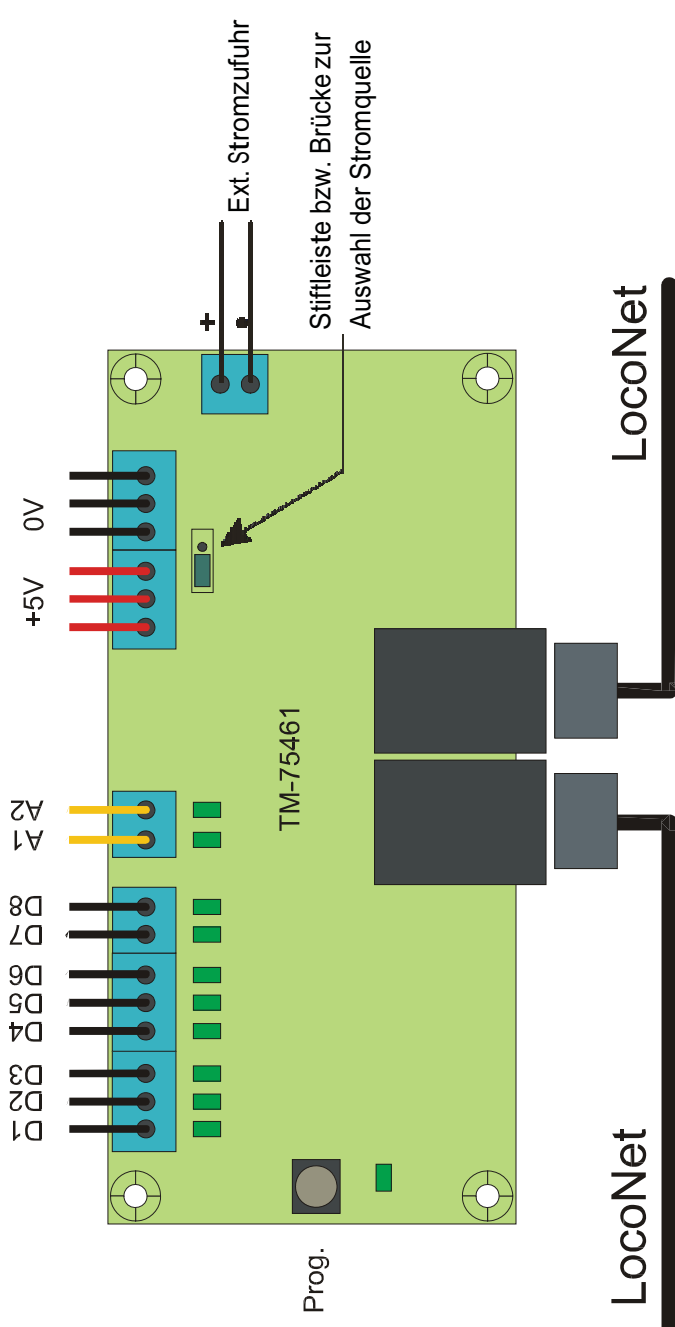 D1
D2
D3
D4
D5
D6
D7
D8
A1
A2
+5V
0V
+
-
Ext. Stromzufuhr
Stiftleiste bzw. Brücke zur
Auswahl der Stromquelle
TM-75461
Prog.
LocoNet
LocoNet